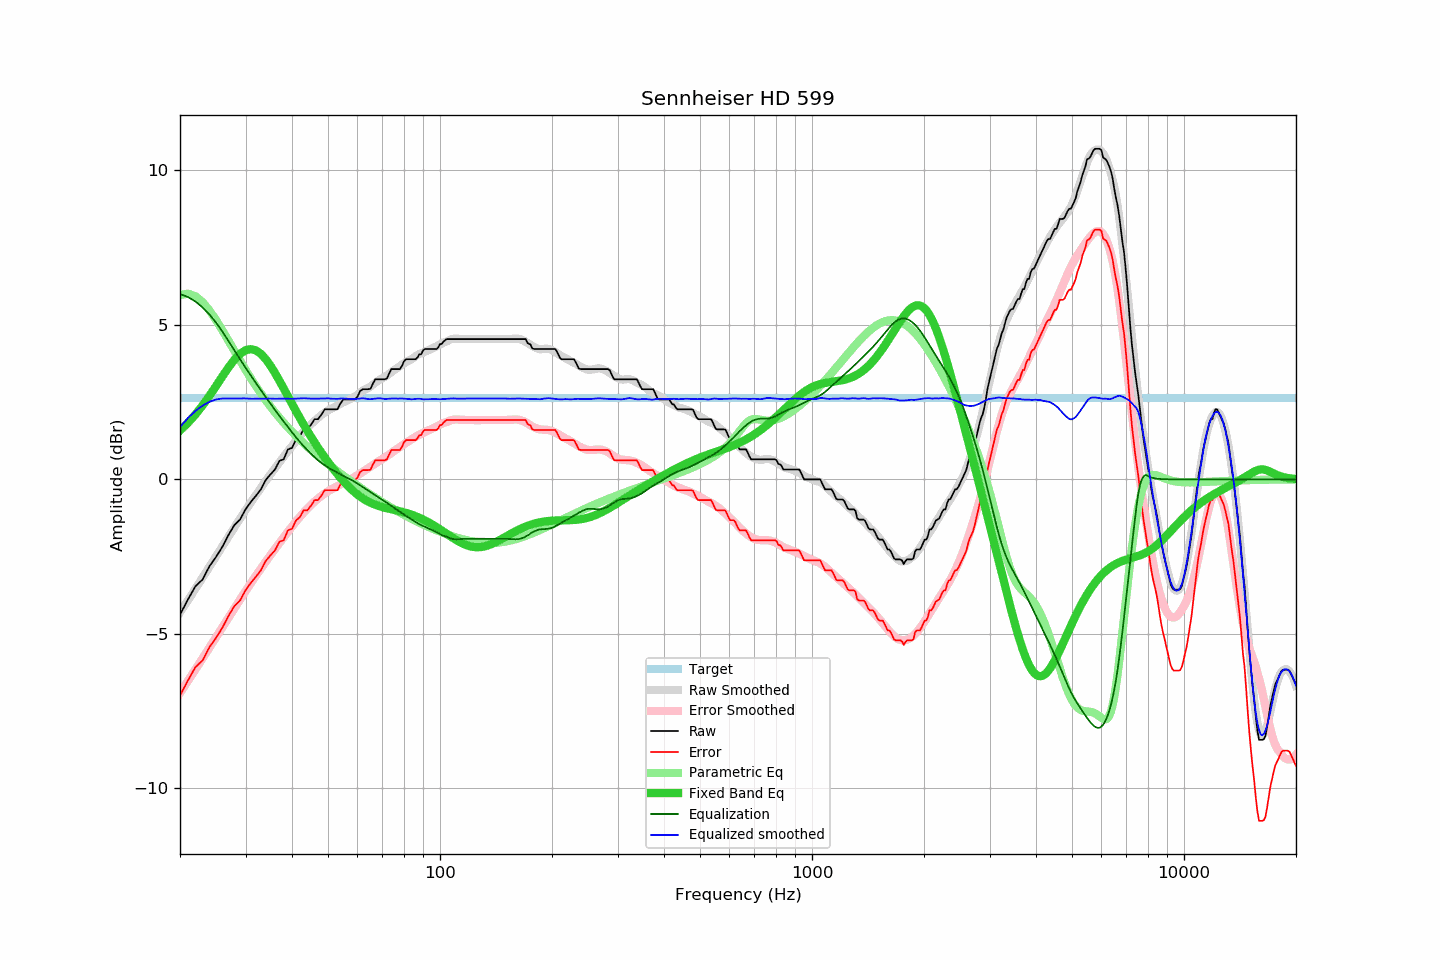 Sennheiser HD 599
Amplitude (dBr)
10
5
0
−5
−10
Target
Raw Smoothed
Error Smoothed
Raw
Error
Parametric Eq
Fixed Band Eq
Equalization
Equalized smoothed
100
1000
10000
Frequency (Hz)